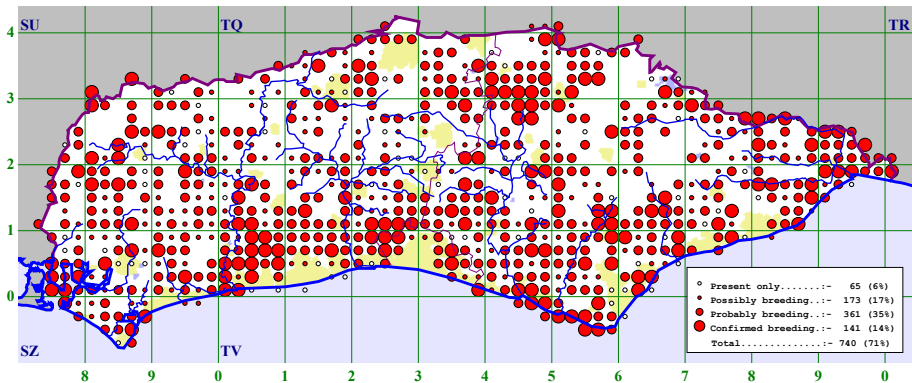 SU TQ TR
4
3
2
1
0
Present only.......:- 65 (6%)
Possibly breeding..:- 173 (17%)
Probably breeding..:- 361 (35%)
Confirmed breeding.:- 141 (14%)
Total..............:- 740 (71%)
SZ TV
8 9 0 1 2 3 4 5 6 7 8 9 0